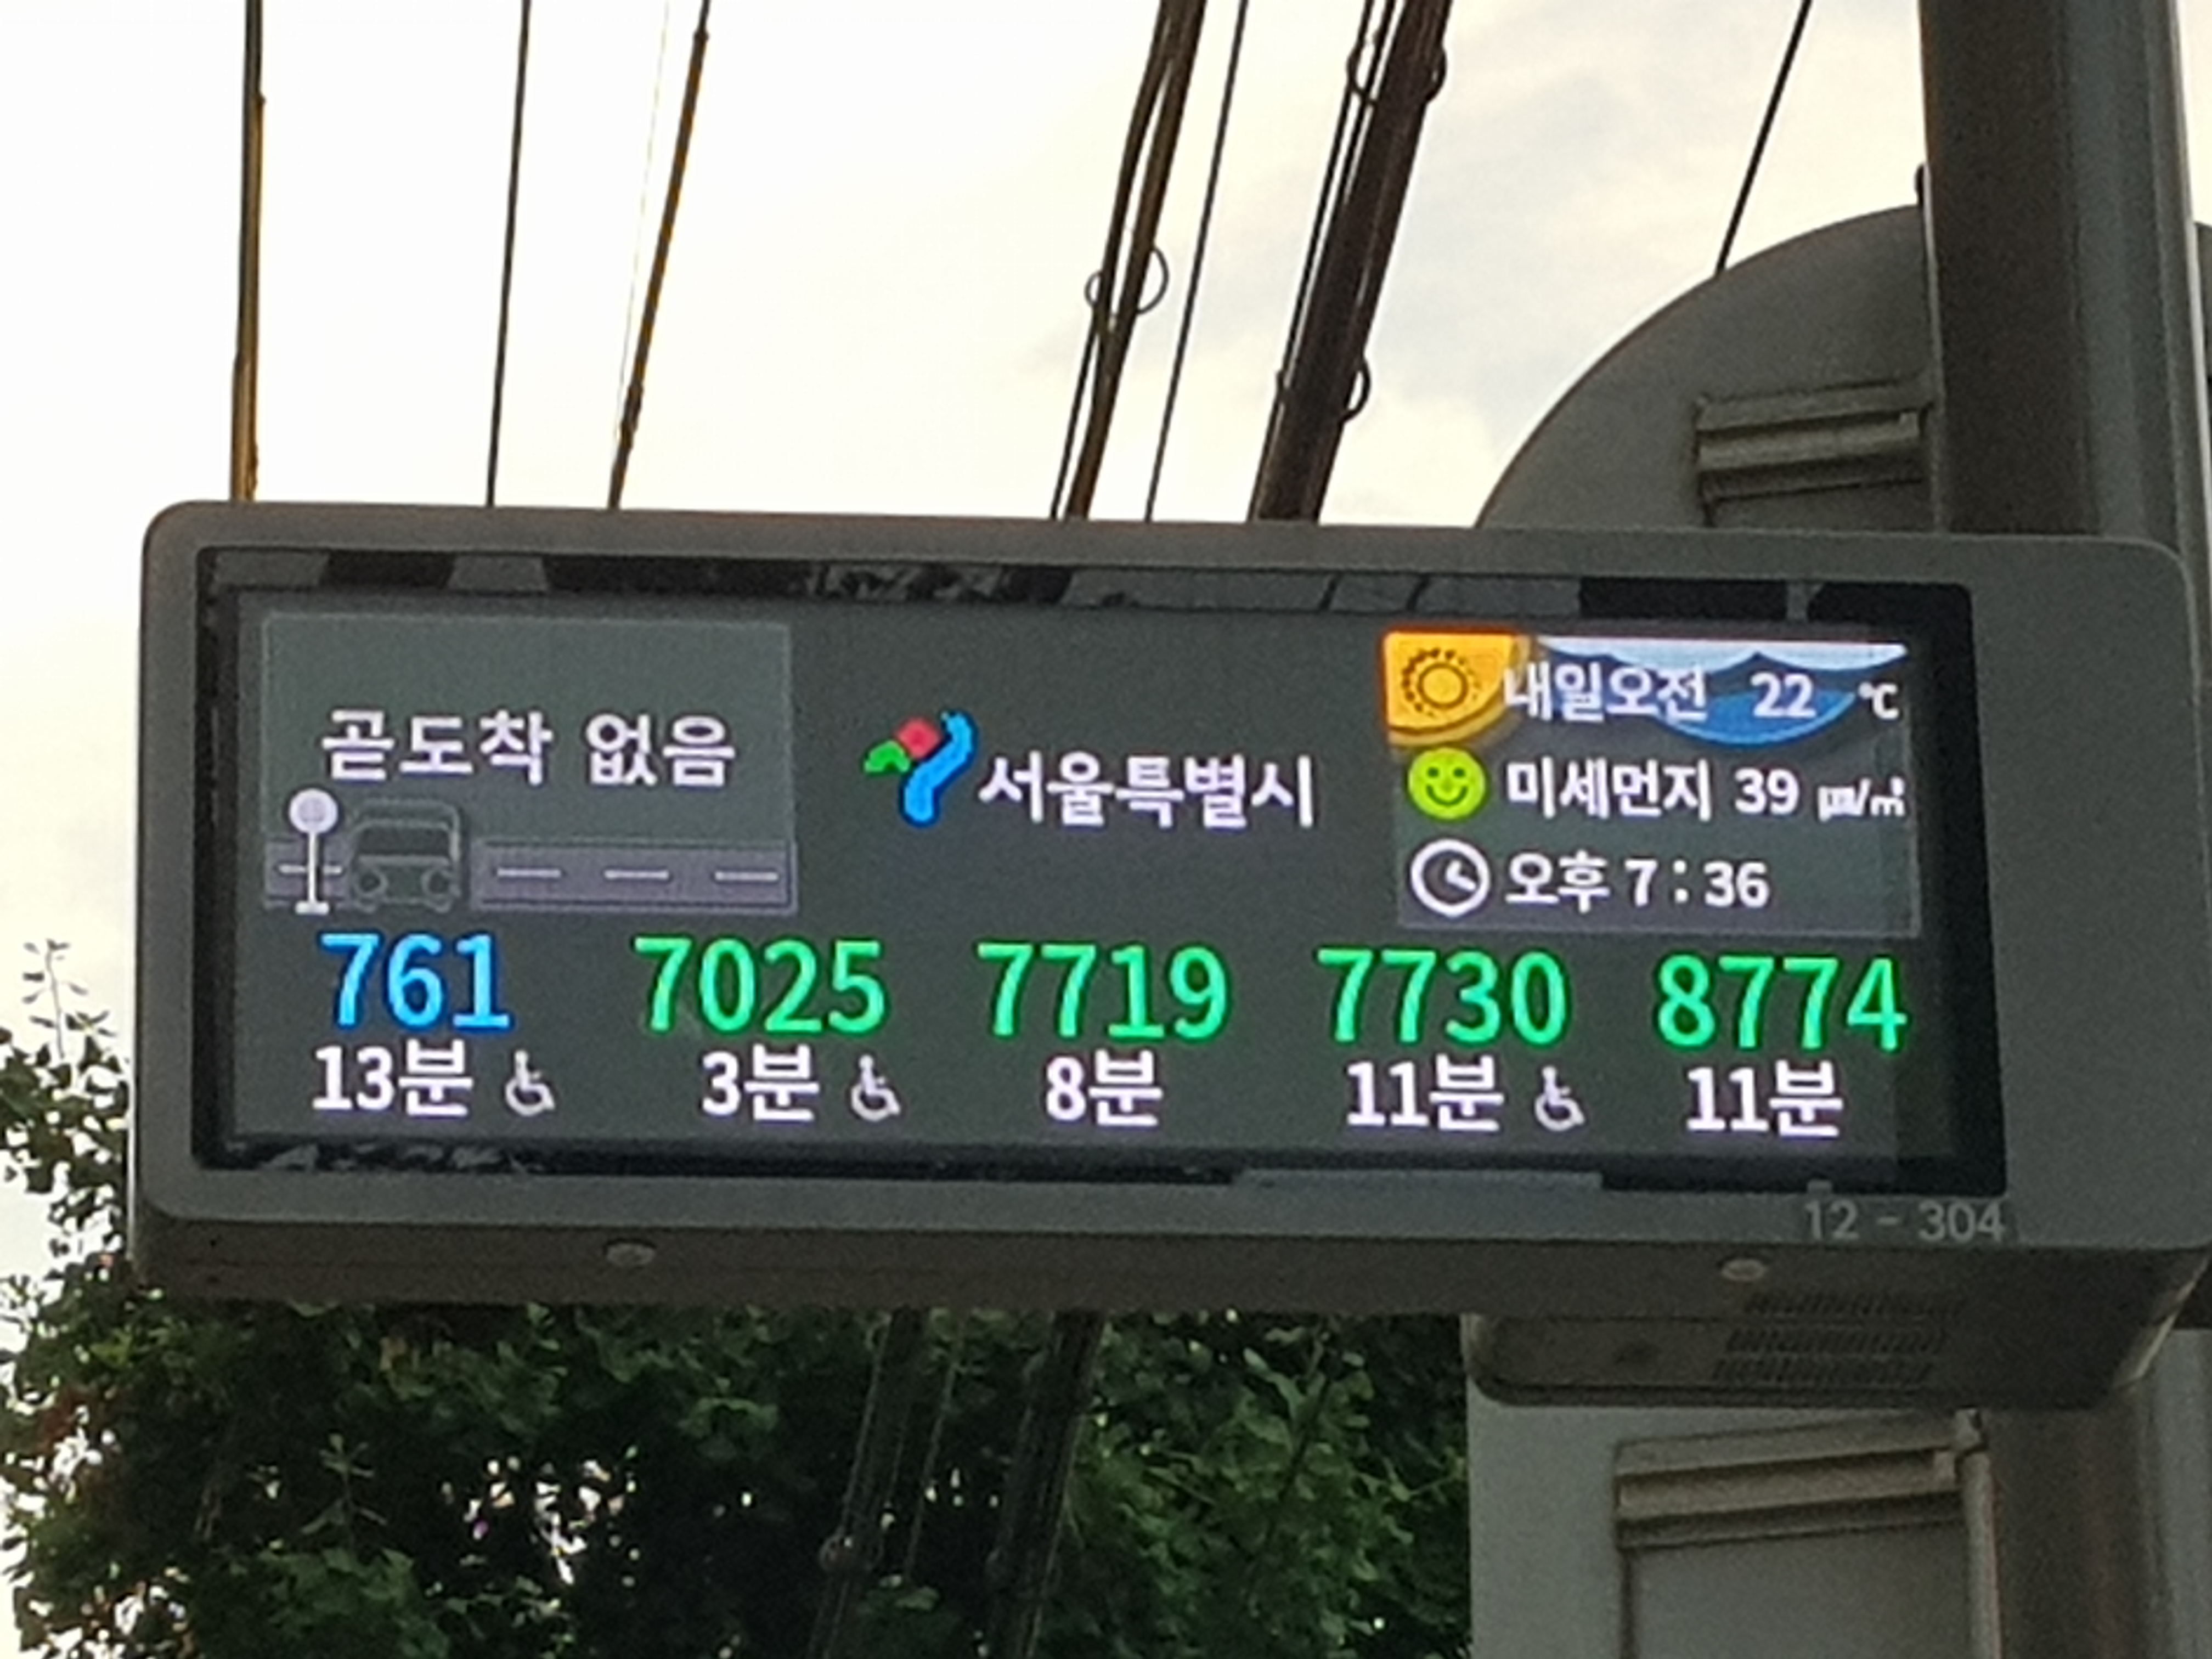 곧도착 없음
서울특별시
내일오전 22 ℃
미세먼지 39 ㎍/㎥
오후 7 : 36
761 7025 7719 7730 8774
13분 3분 8분 11분 11분
12 - 304